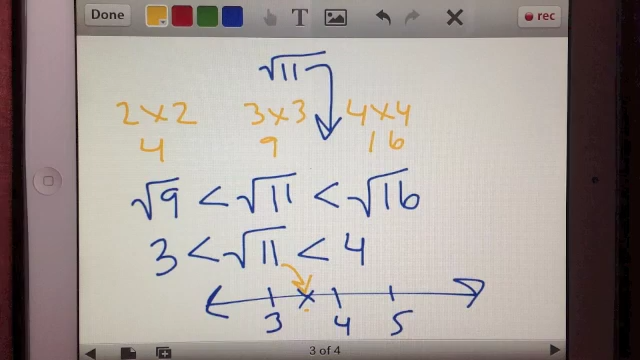 Done T rec
√11
2×2 3×3 4×4
4 9 16
√9 < √11 < √16
3 < √11 < 4
×
3 4 5
3 of 4